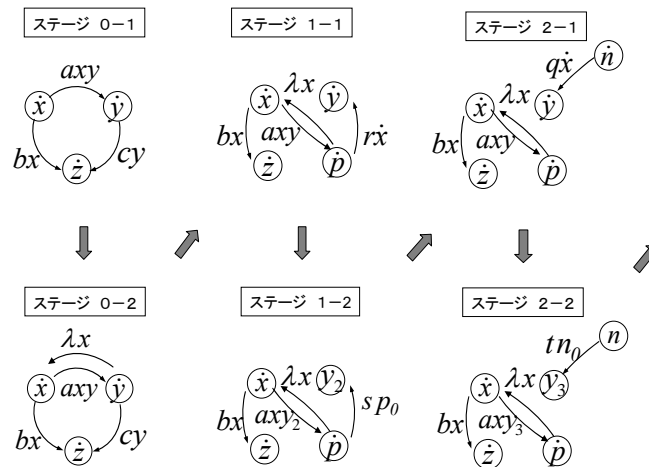 ステージ 0-1
axy
ẋ
ẏ
bx
cy
ż
ステージ 1-1
λx
ẋ
ẏ
bx
axy
rẋ
ż
ṗ
ステージ 2-1
ṅ
qẋ
λx
ẋ
ẏ
bx
axy
ż
ṗ
ステージ 0-2
λx
ẋ
axy
ẏ
bx
cy
ż
ステージ 1-2
ẋ
λx
y₂
bx
axy₂
sp₀
ż
ṗ
ステージ 2-2
n
tn₀
ẋ
λx
y₃
bx
axy₃
ż
ṗ